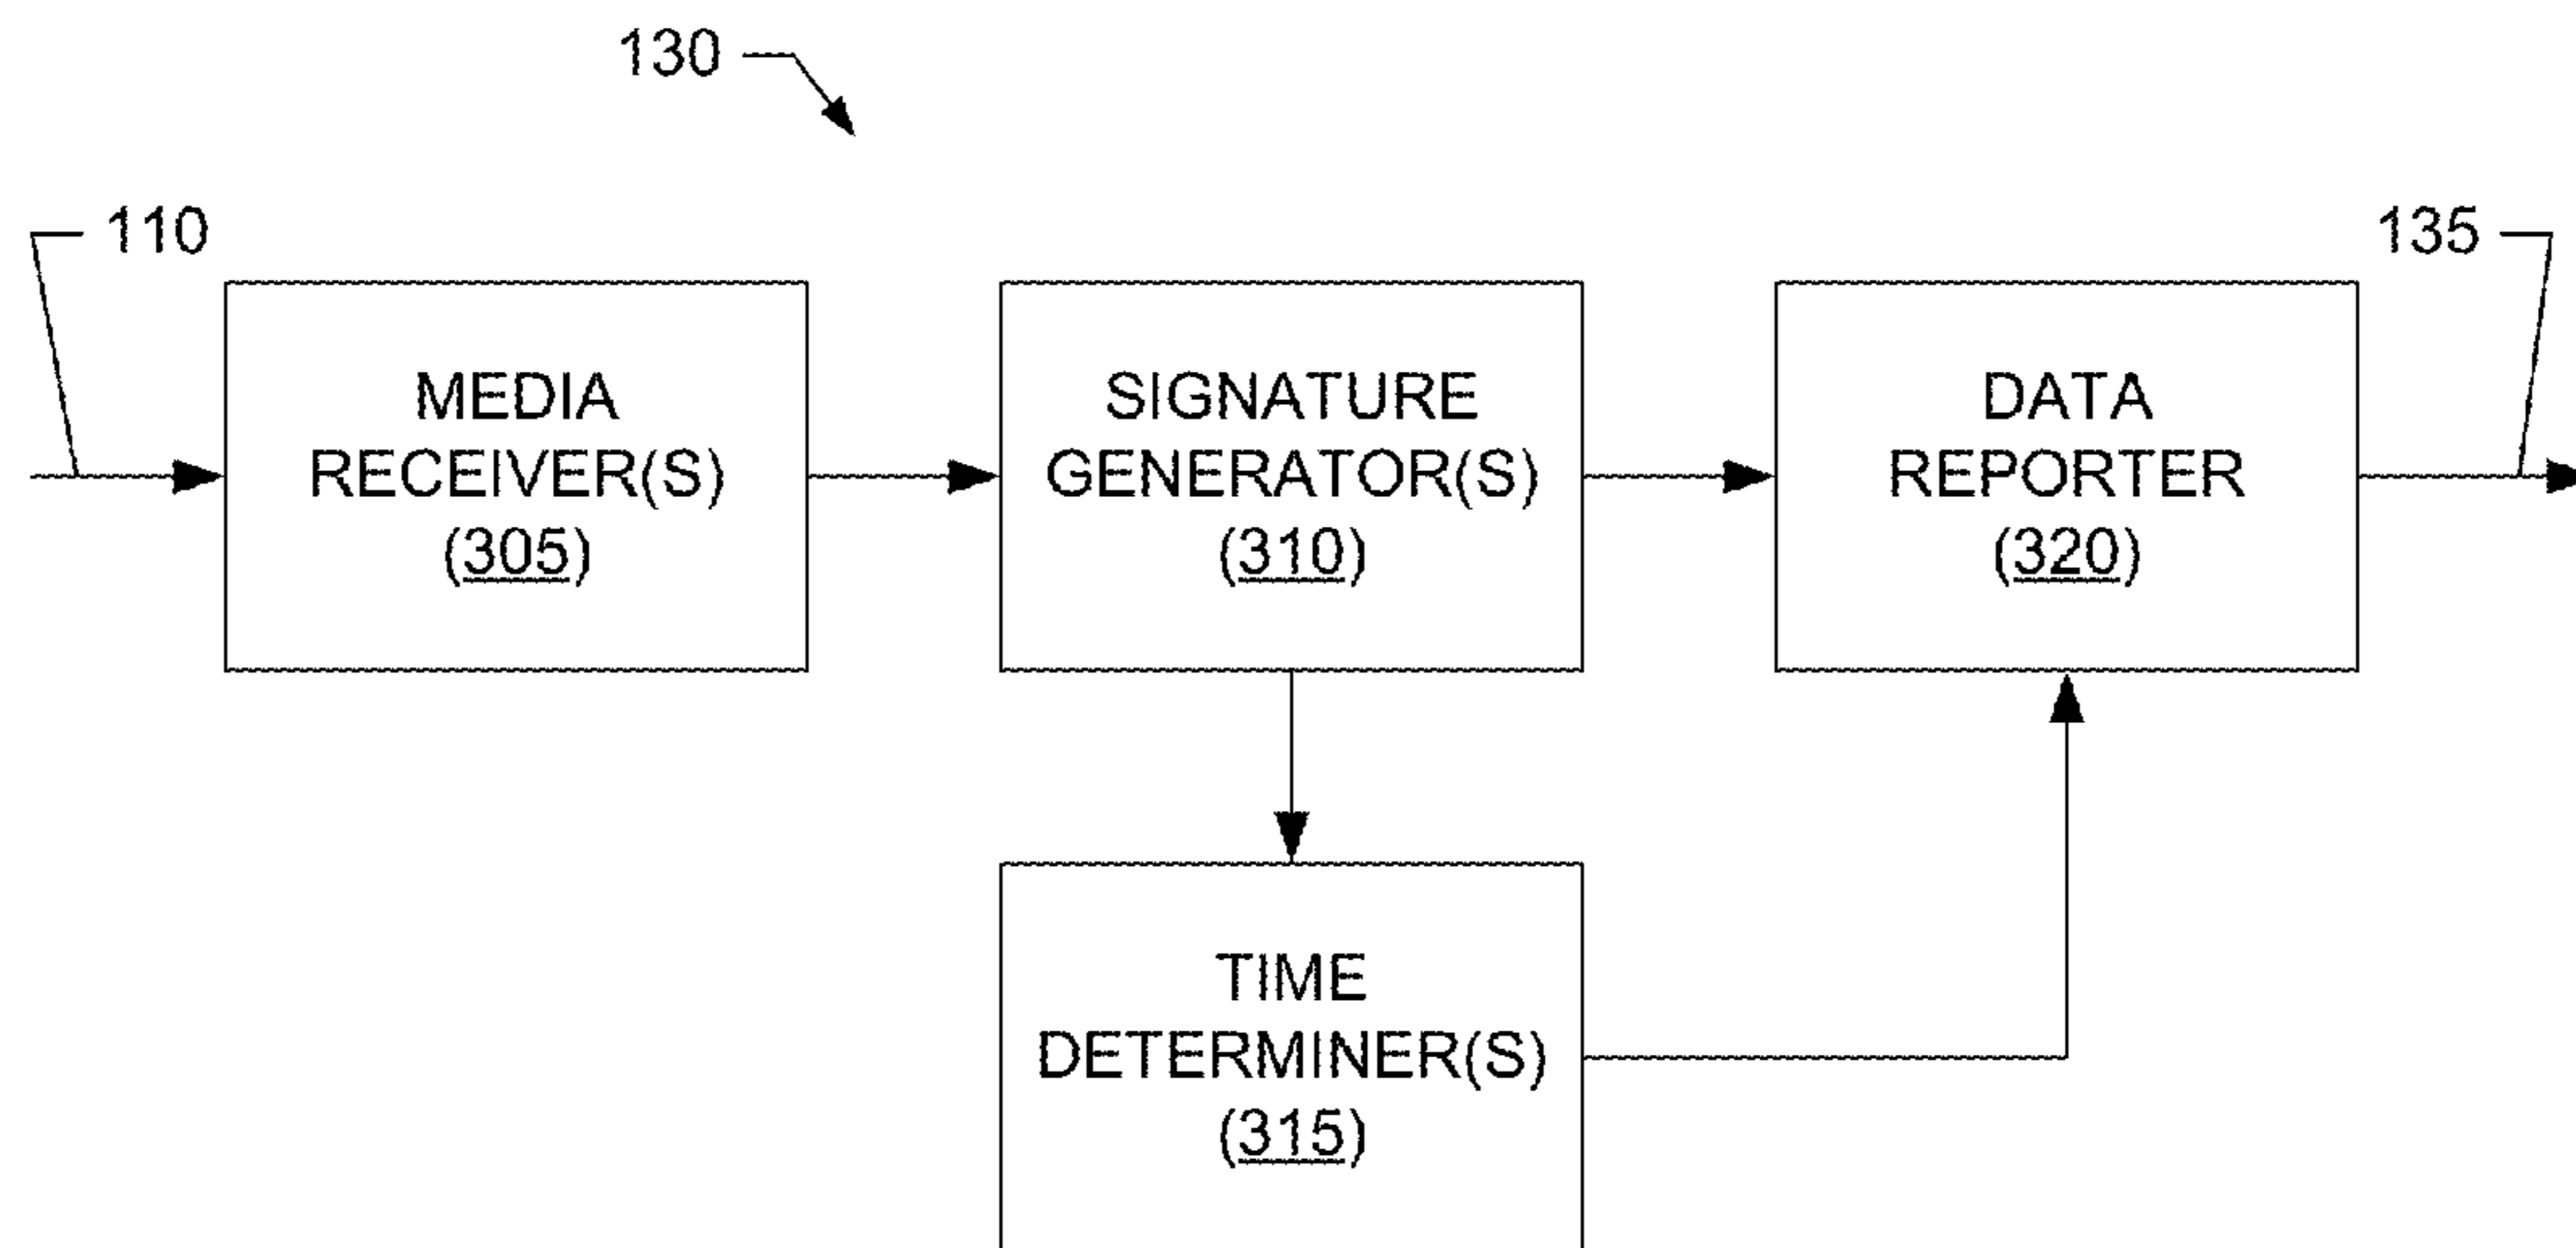 130
110
135
MEDIA
RECEIVER(S)
(305)
SIGNATURE
GENERATOR(S)
(310)
DATA
REPORTER
(320)
TIME
DETERMINER(S)
(315)